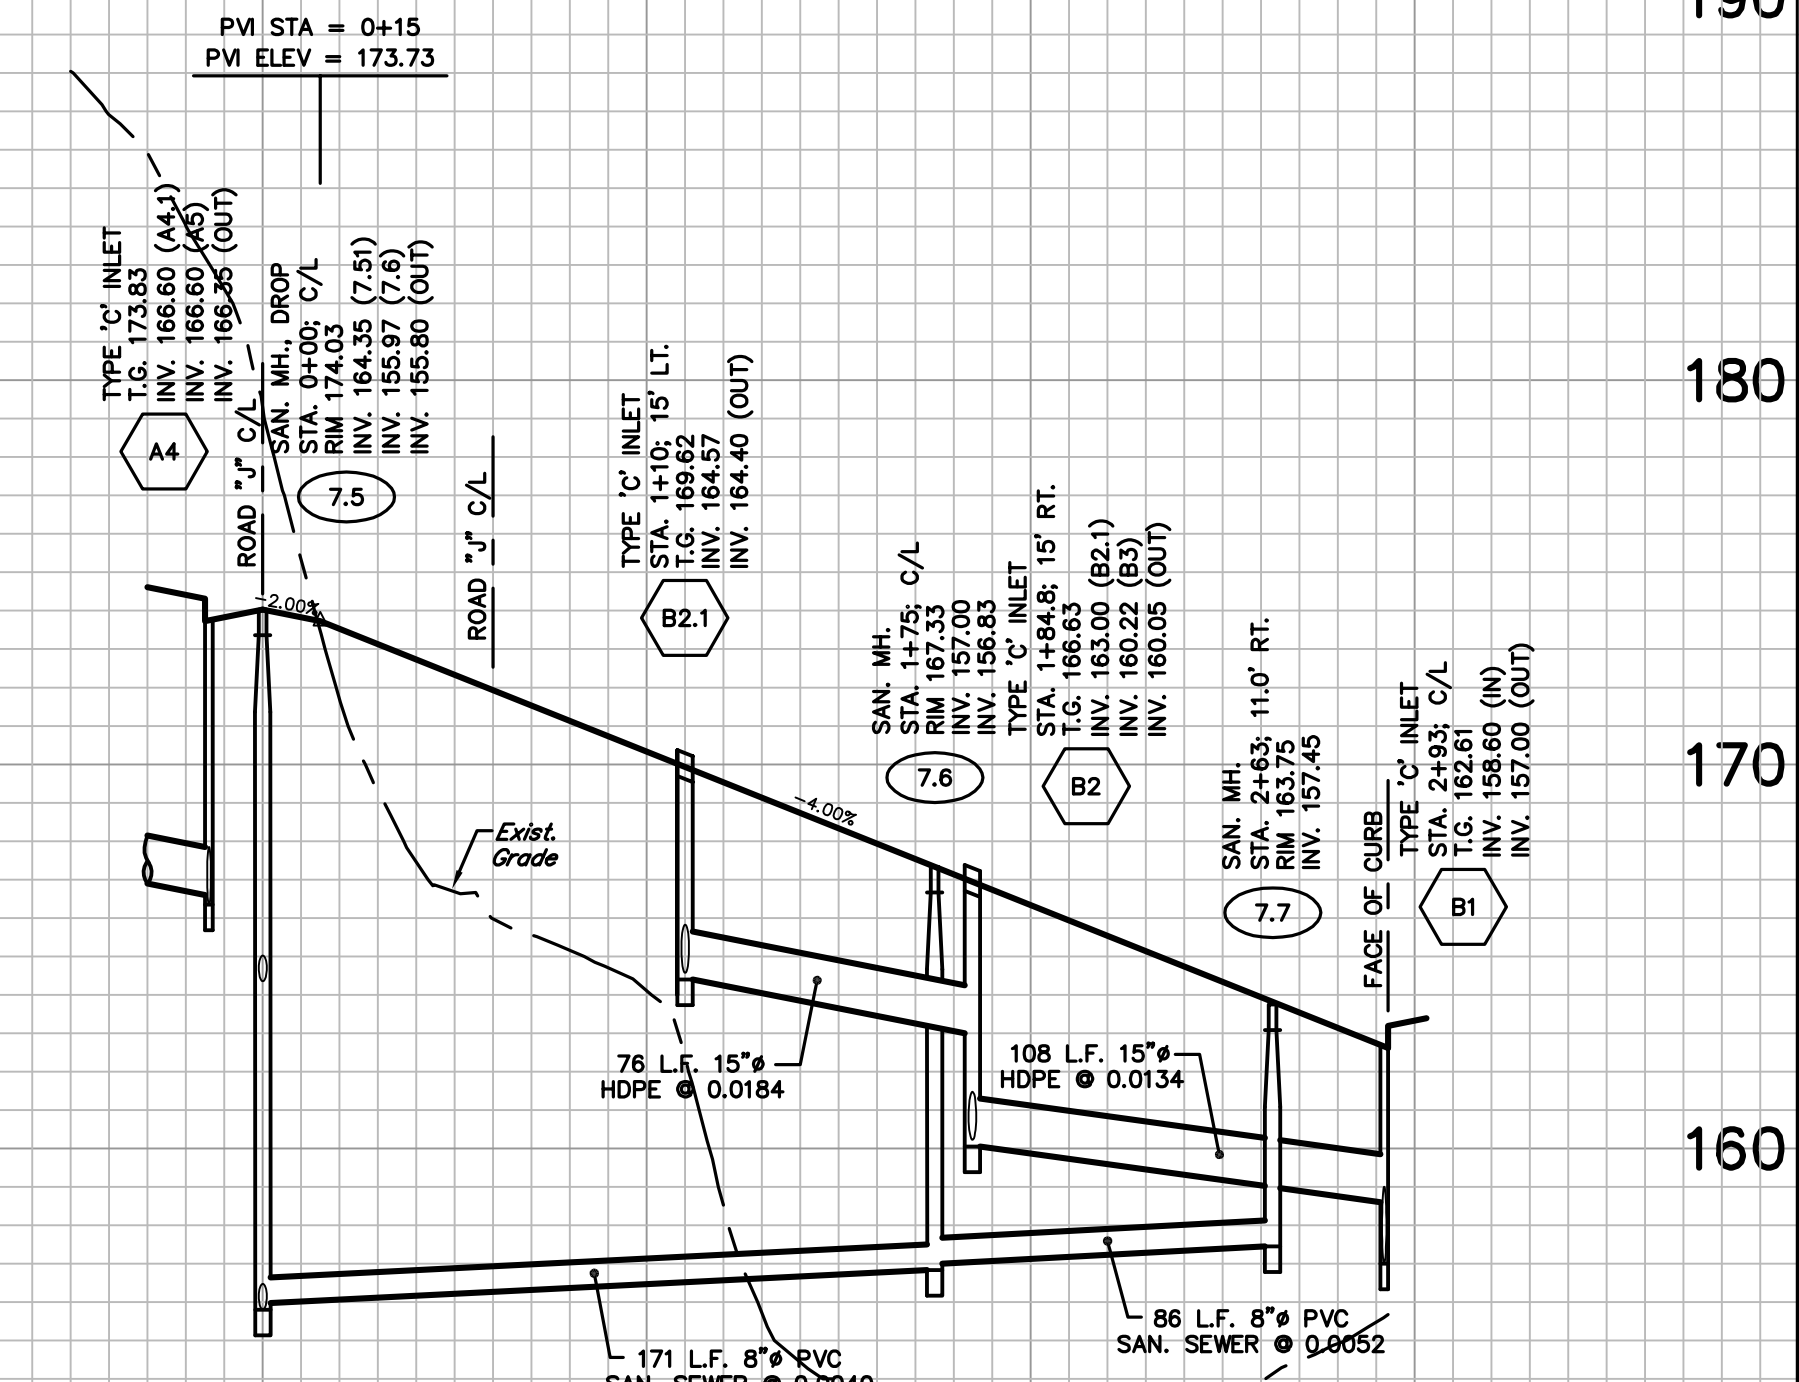 190
PVI STA = 0+15
PVI ELEV = 173.73
TYPE 'C' INLET
T.G. 173.83
INV. 166.60 (A4.1)
INV. 166.60 (A5)
INV. 166.35 (OUT)
A4
ROAD "J" C/L
SAN. MH., DROP
STA. 0+00; C/L
RIM 174.03
INV. 164.35 (7.51)
INV. 155.97 (7.6)
INV. 155.80 (OUT)
7.5
ROAD "J" C/L
180
TYPE 'C' INLET
STA. 1+10; 15' LT.
T.G. 169.62
INV. 164.57
INV. 164.40 (OUT)
B2.1
-2.00%
SAN. MH.
STA. 1+75; C/L
RIM 167.33
INV. 157.00
INV. 156.83
7.6
TYPE 'C' INLET
STA. 1+84.8; 15' RT.
T.G. 166.63
INV. 163.00 (B2.1)
INV. 160.22 (B3)
INV. 160.05 (OUT)
B2
SAN. MH.
STA. 2+63; 11.0' RT.
RIM 163.75
INV. 157.45
7.7
FACE OF CURB
TYPE 'C' INLET
STA. 2+93; C/L
T.G. 162.61
INV. 158.60 (IN)
INV. 157.00 (OUT)
B1
170
-4.00%
Exist.
Grade
76 L.F. 15"ø
HDPE @ 0.0184
108 L.F. 15"ø
HDPE @ 0.0134
160
86 L.F. 8"ø PVC
SAN. SEWER @ 0.0052
171 L.F. 8"ø PVC
SAN. SEWER @